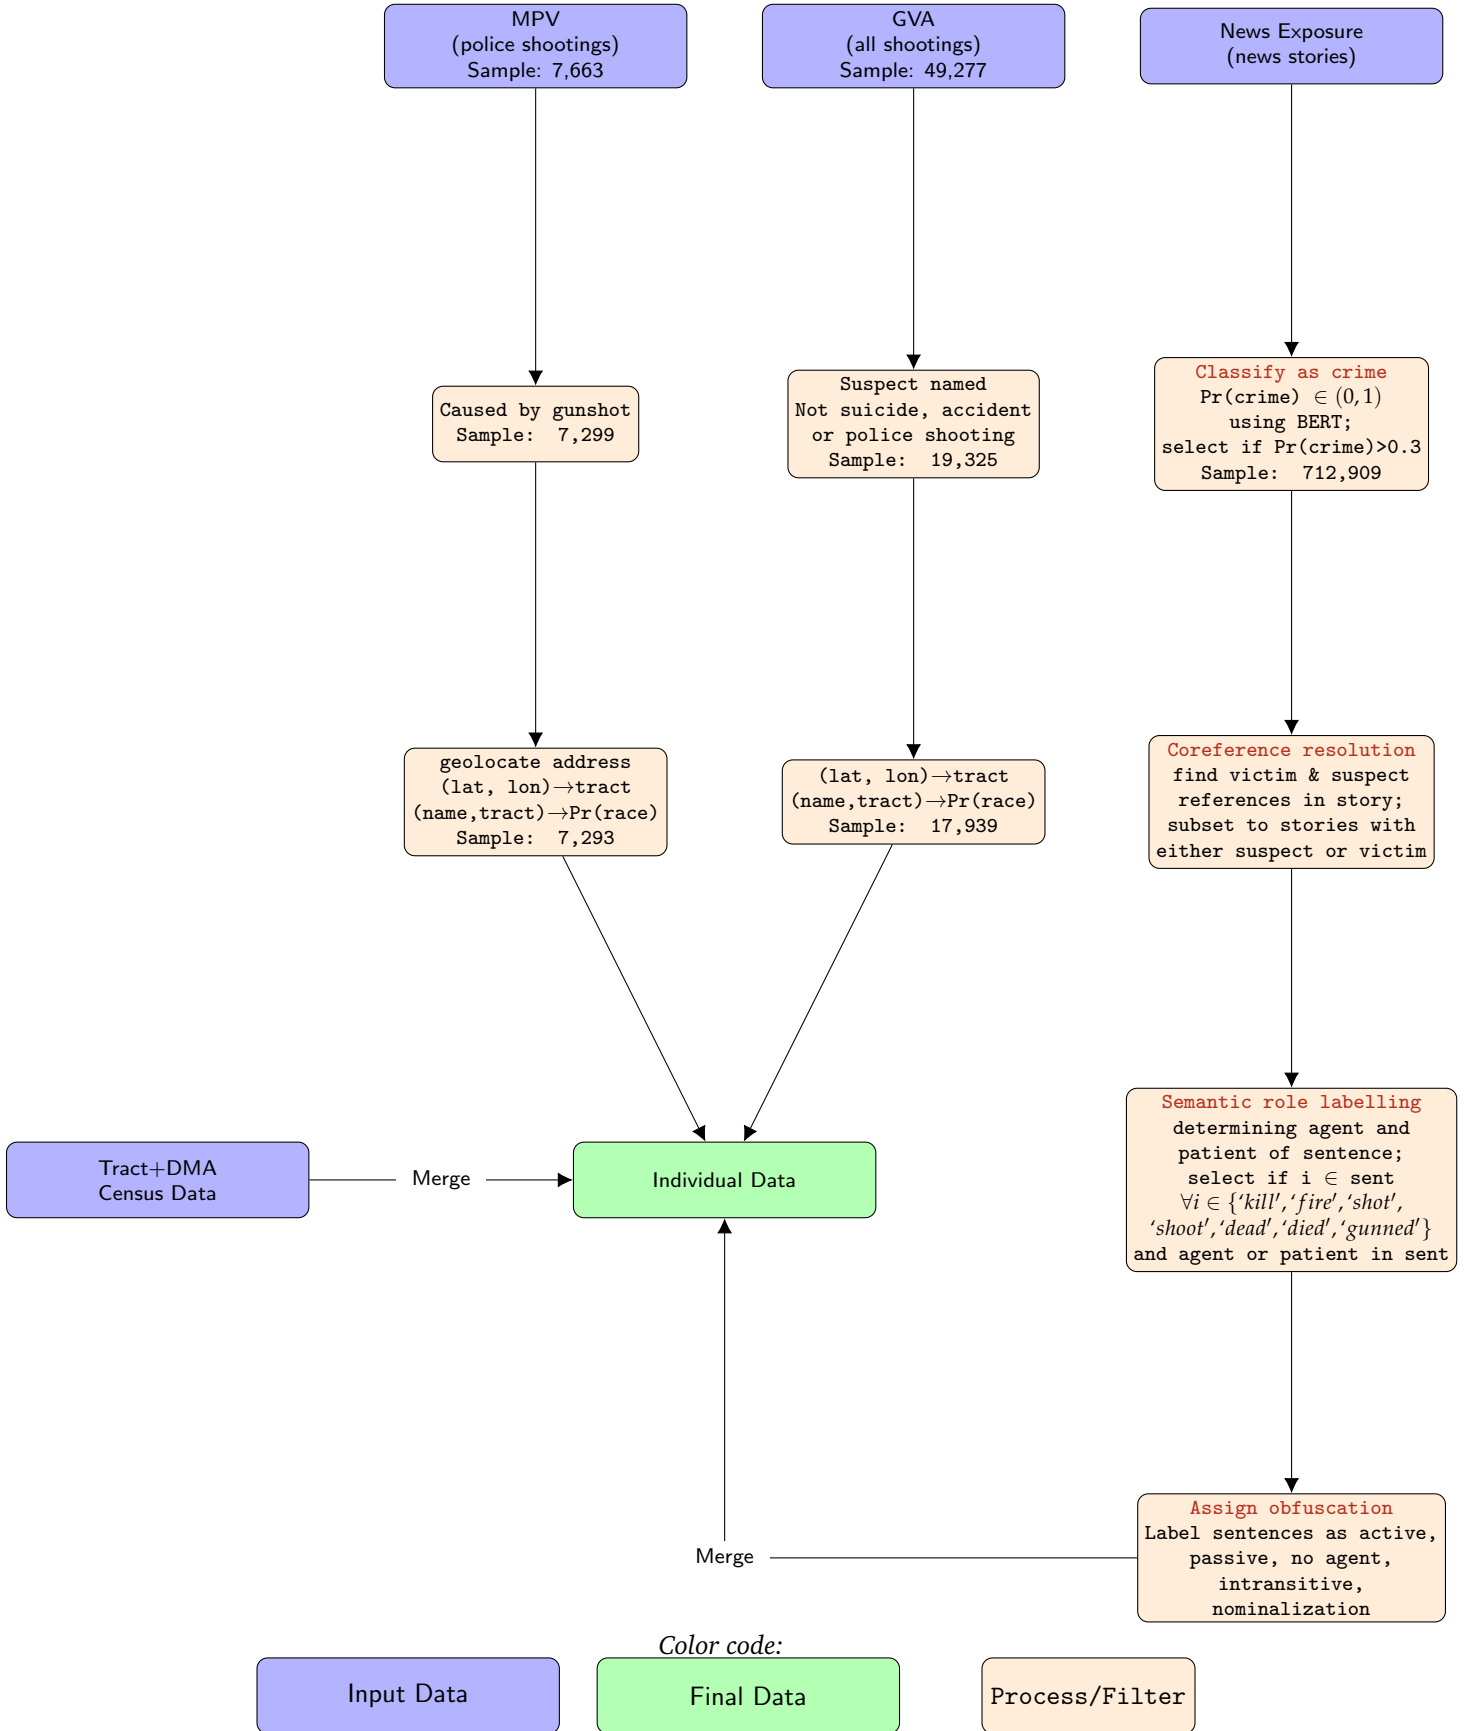 MPV
(police shootings)
Sample: 7,663
GVA
(all shootings)
Sample: 49,277
News Exposure
(news stories)
Caused by gunshot
Sample: 7,299
Suspect named
Not suicide, accident
or police shooting
Sample: 19,325
Classify as crime
Pr(crime) ∈ (0, 1)
using BERT;
select if Pr(crime)>0.3
Sample: 712,909
geolocate address
(lat, lon)→tract
(name,tract)→Pr(race)
Sample: 7,293
(lat, lon)→tract
(name,tract)→Pr(race)
Sample: 17,939
Coreference resolution
find victim & suspect
references in story;
subset to stories with
either suspect or victim
Semantic role labelling
determining agent and
patient of sentence;
select if i ∈ sent
∀i ∈ {‘kill′, ‘fire′, ‘shot′,
‘shoot′, ‘dead′, ‘died′, ‘gunned′}
and agent or patient in sent
Tract+DMA
Census Data
Merge
Individual Data
Merge
Assign obfuscation
Label sentences as active,
passive, no agent,
intransitive,
nominalization
Color code:
Input Data
Final Data
Process/Filter